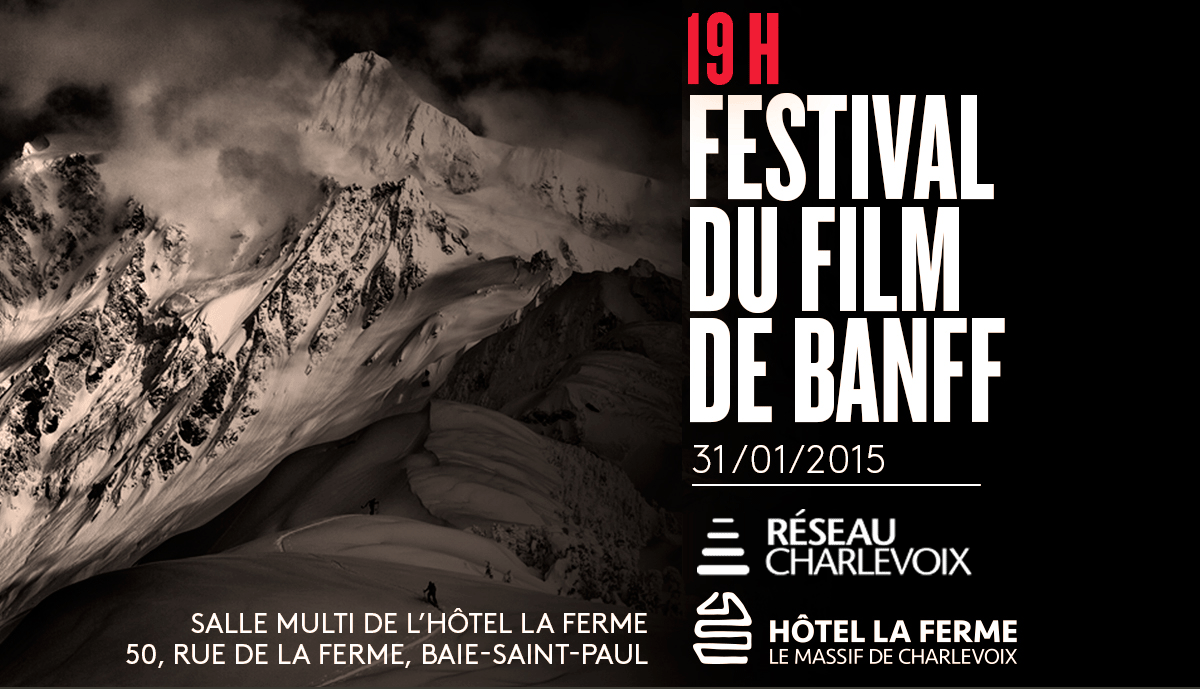 19 H
FESTIVAL
DU FILM
DE BANFF
31/01/2015
RÉSEAU
CHARLEVOIX
HÔTEL LA FERME
LE MASSIF DE CHARLEVOIX
SALLE MULTI DE L'HÔTEL LA FERME
50, RUE DE LA FERME, BAIE-SAINT-PAUL